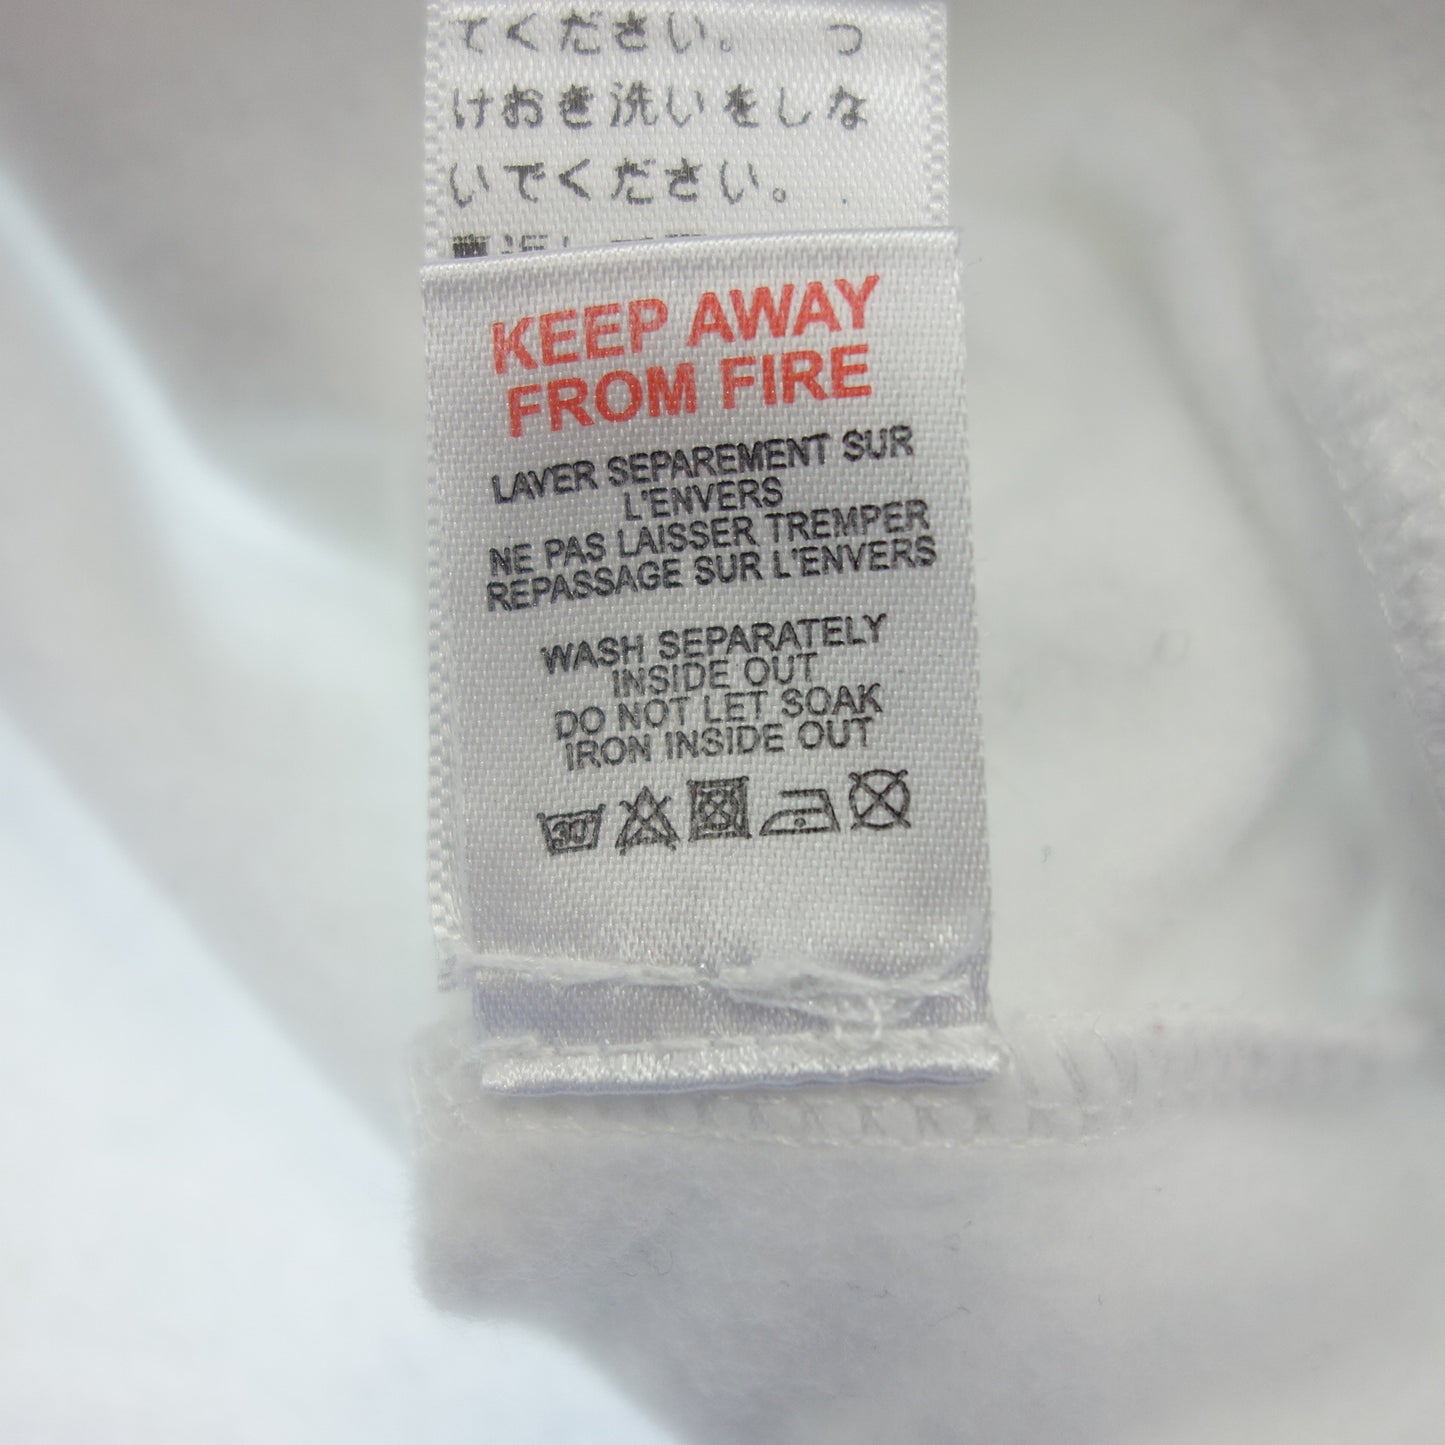 てください。 つ
けおき洗いをしな
いでください。
KEEP AWAY
FROM FIRE
LAVER SEPAREMENT SUR
L'ENVERS
NE PAS LAISSER TREMPER
REPASSAGE SUR L'ENVERS
WASH SEPARATELY
INSIDE OUT
DO NOT LET SOAK
IRON INSIDE OUT
30°